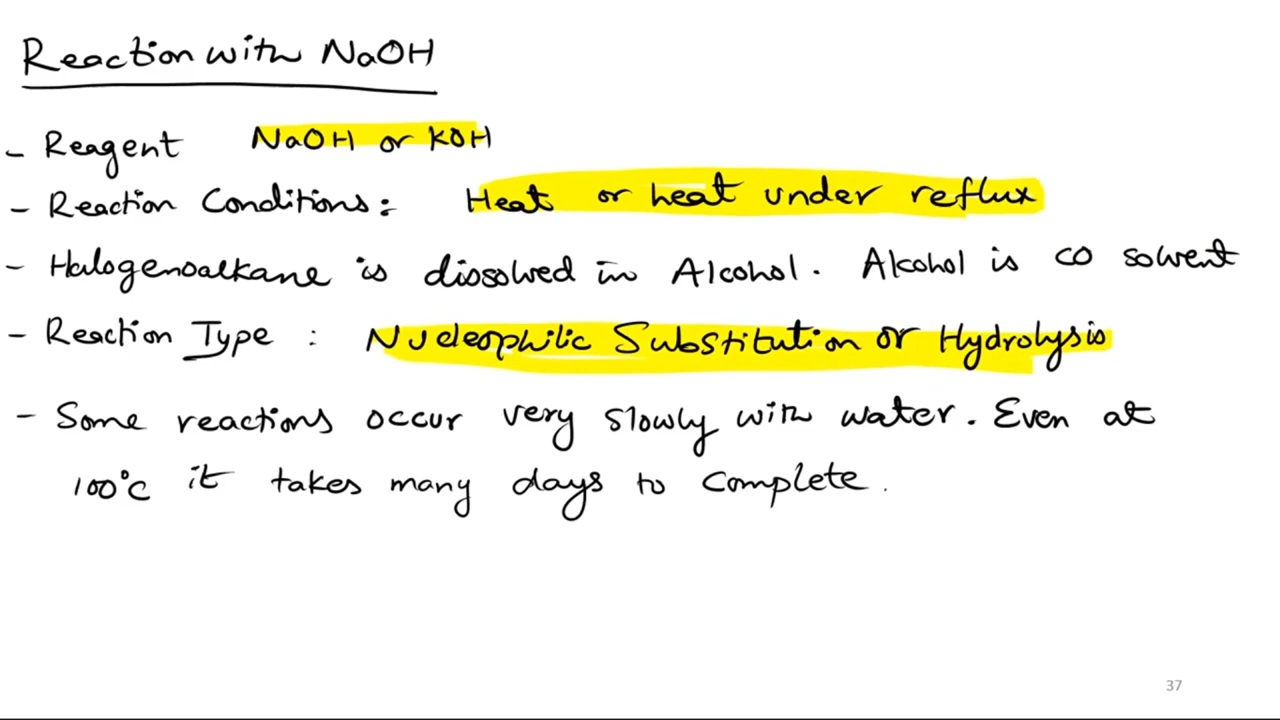 Reaction with NaOH
- Reagent NaOH or KOH
- Reaction Conditions: Heat or heat under reflux
- Halogenoalkane is dissolved in Alcohol. Alcohol is co solvent
- Reaction Type : Nucleophilic Substitution or Hydrolysis
- Some reactions occur very slowly with water. Even at
100°C it takes many days to complete.
37